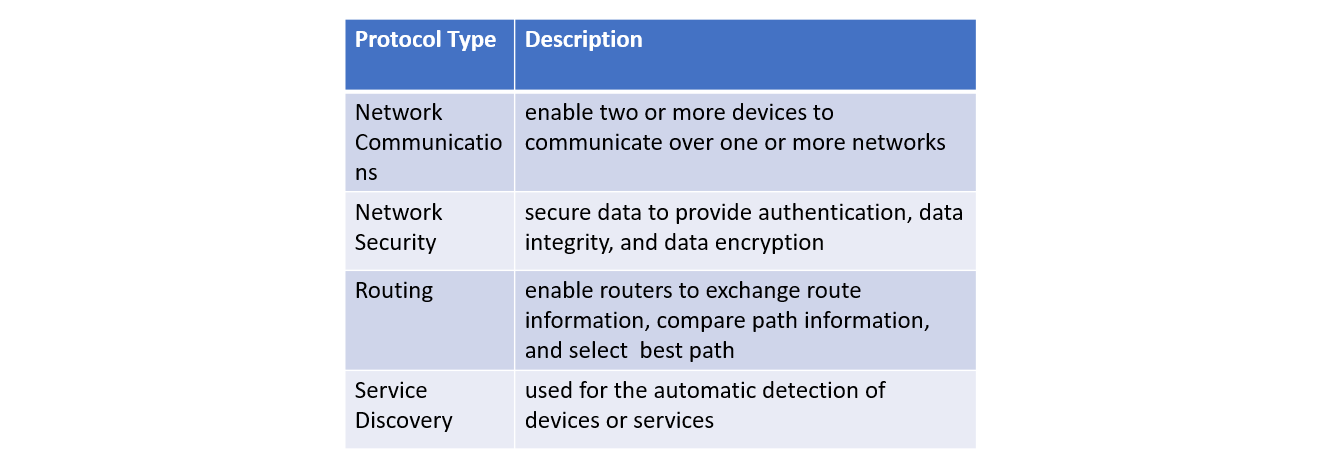 Protocol Type
Description
Network
Communicatio
ns
enable two or more devices to
communicate over one or more networks
Network
Security
secure data to provide authentication, data
integrity, and data encryption
Routing
enable routers to exchange route
information, compare path information,
and select  best path
Service
Discovery
used for the automatic detection of
devices or services